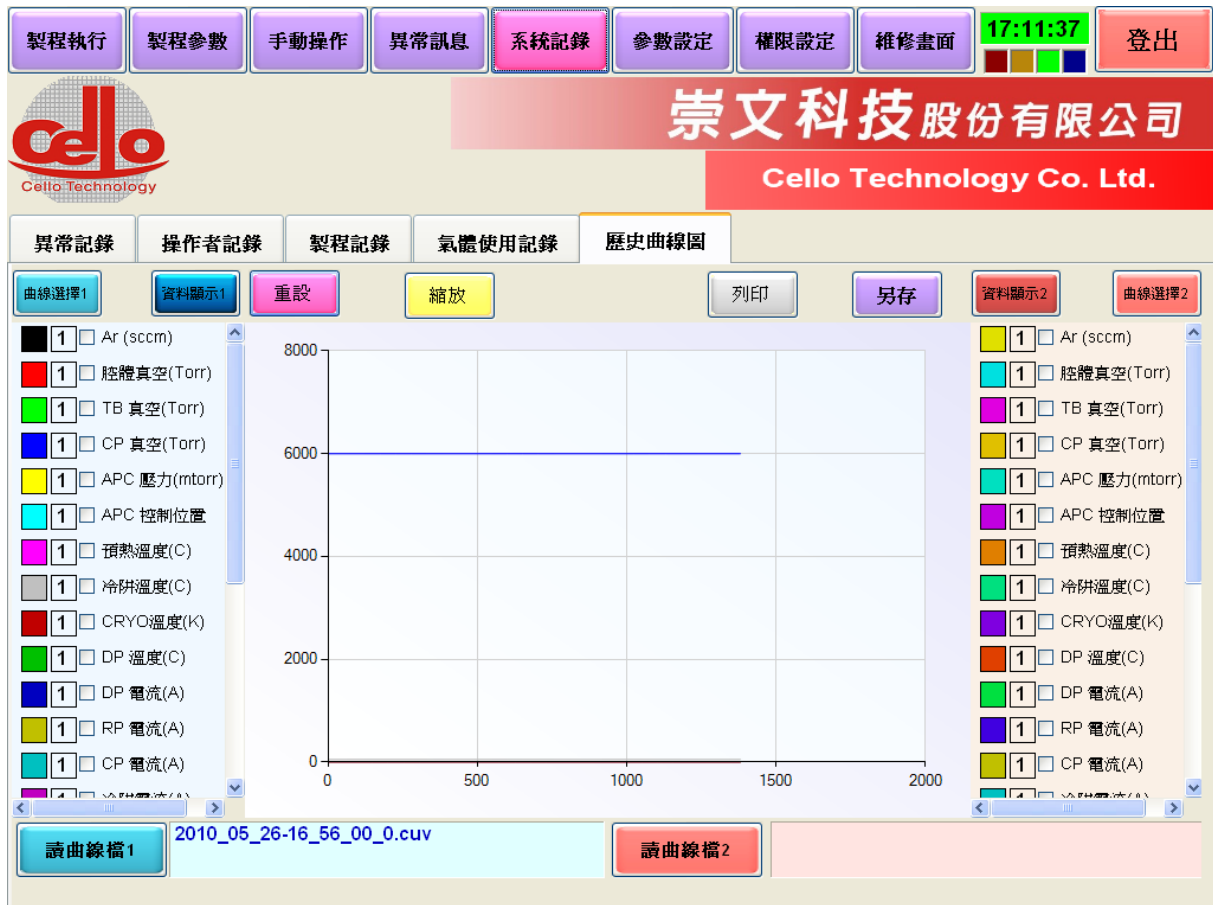 製程執行 製程參數 手動操作 異常訊息 系統記錄 參數設定 權限設定 維修畫面 17:11:37 登出
Cello
Cello Technology
崇文科技股份有限公司
Cello Technology Co. Ltd.
異常記錄 操作者記錄 製程記錄 氣體使用記錄 歷史曲線圖
曲線選擇1 資料顯示1 重設 縮放 列印 另存 資料顯示2 曲線選擇2
1 Ar (sccm)
1 腔體真空(Torr)
1 TB 真空(Torr)
1 CP 真空(Torr)
1 APC 壓力(mtorr)
1 APC 控制位置
1 預熱溫度(C)
1 冷阱溫度(C)
1 CRYO溫度(K)
1 DP 溫度(C)
1 DP 電流(A)
1 RP 電流(A)
1 CP 電流(A)
8000
6000
4000
2000
0
0 500 1000 1500 2000
1 Ar (sccm)
1 腔體真空(Torr)
1 TB 真空(Torr)
1 CP 真空(Torr)
1 APC 壓力(mtorr)
1 APC 控制位置
1 預熱溫度(C)
1 冷阱溫度(C)
1 CRYO溫度(K)
1 DP 溫度(C)
1 DP 電流(A)
1 RP 電流(A)
1 CP 電流(A)
讀曲線檔1 2010_05_26-16_56_00_0.cuv 讀曲線檔2